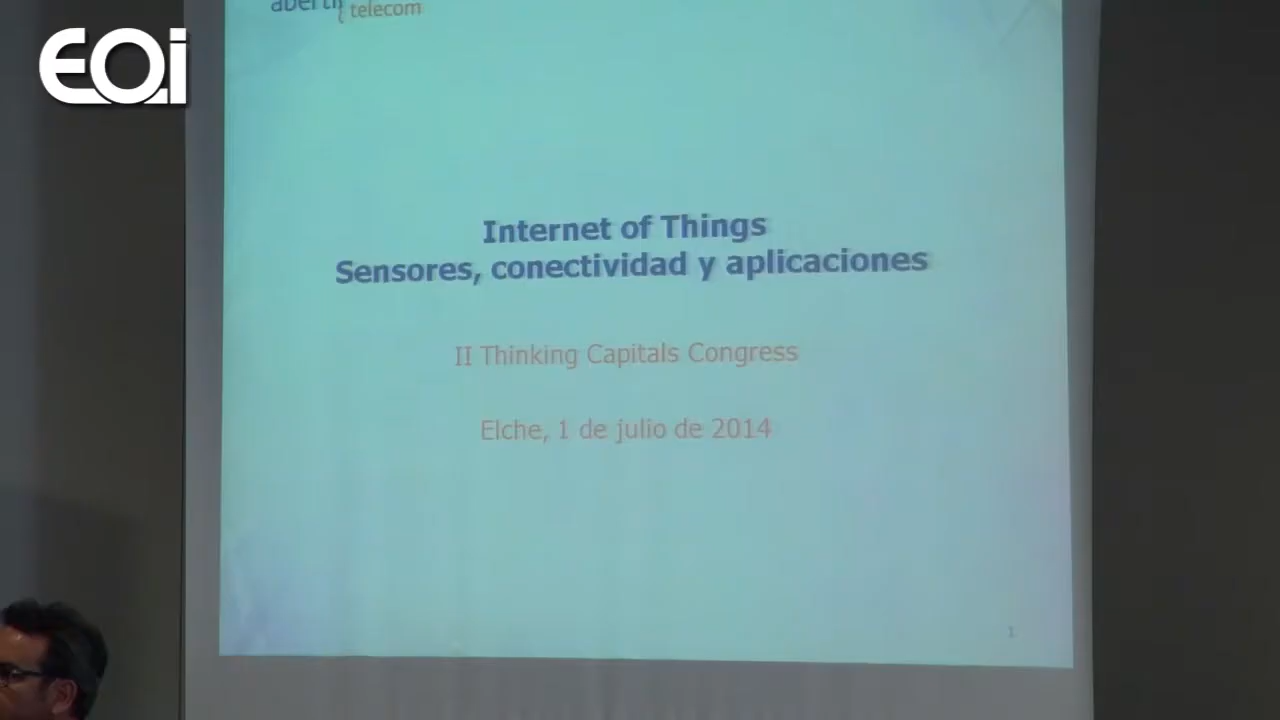 abertis
telecom
EOi
Internet of Things
Sensores, conectividad y aplicaciones
II Thinking Capitals Congress
Elche, 1 de julio de 2014
1